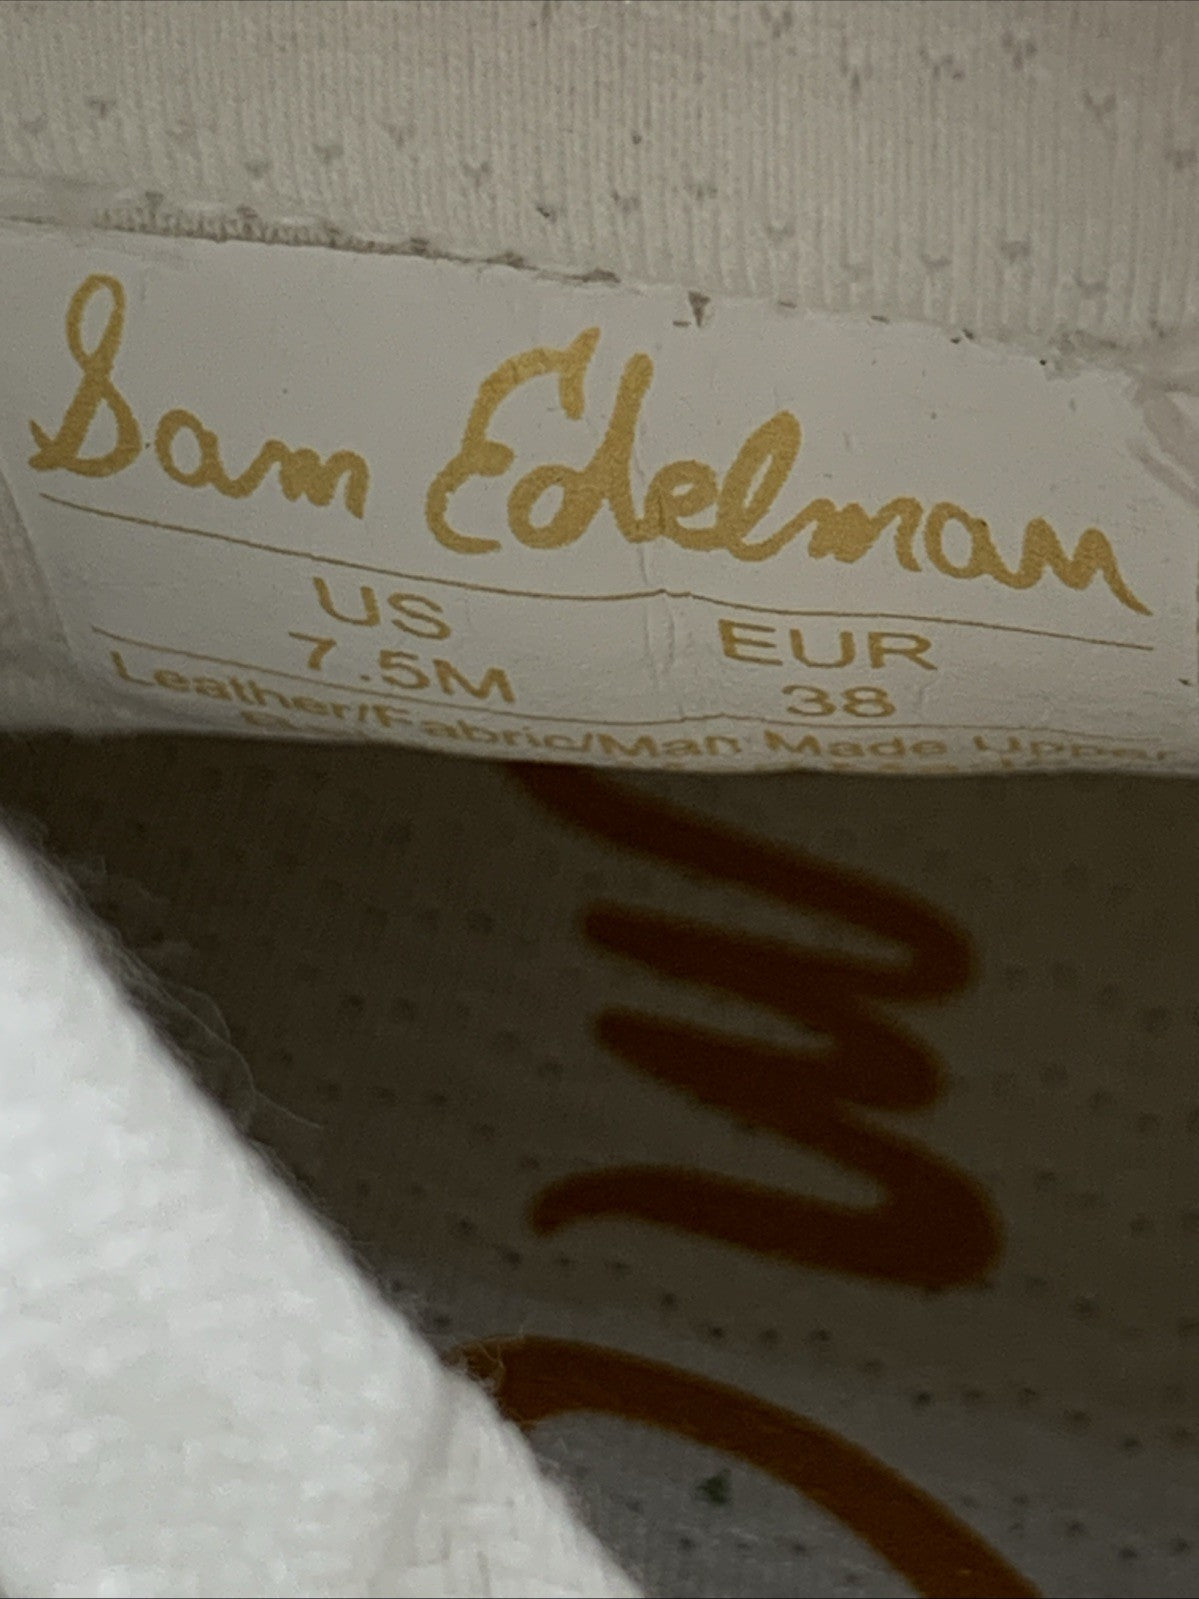 Sam Edelman
US EUR
7.5M 38
Leather/Fabric/Man Made Upper